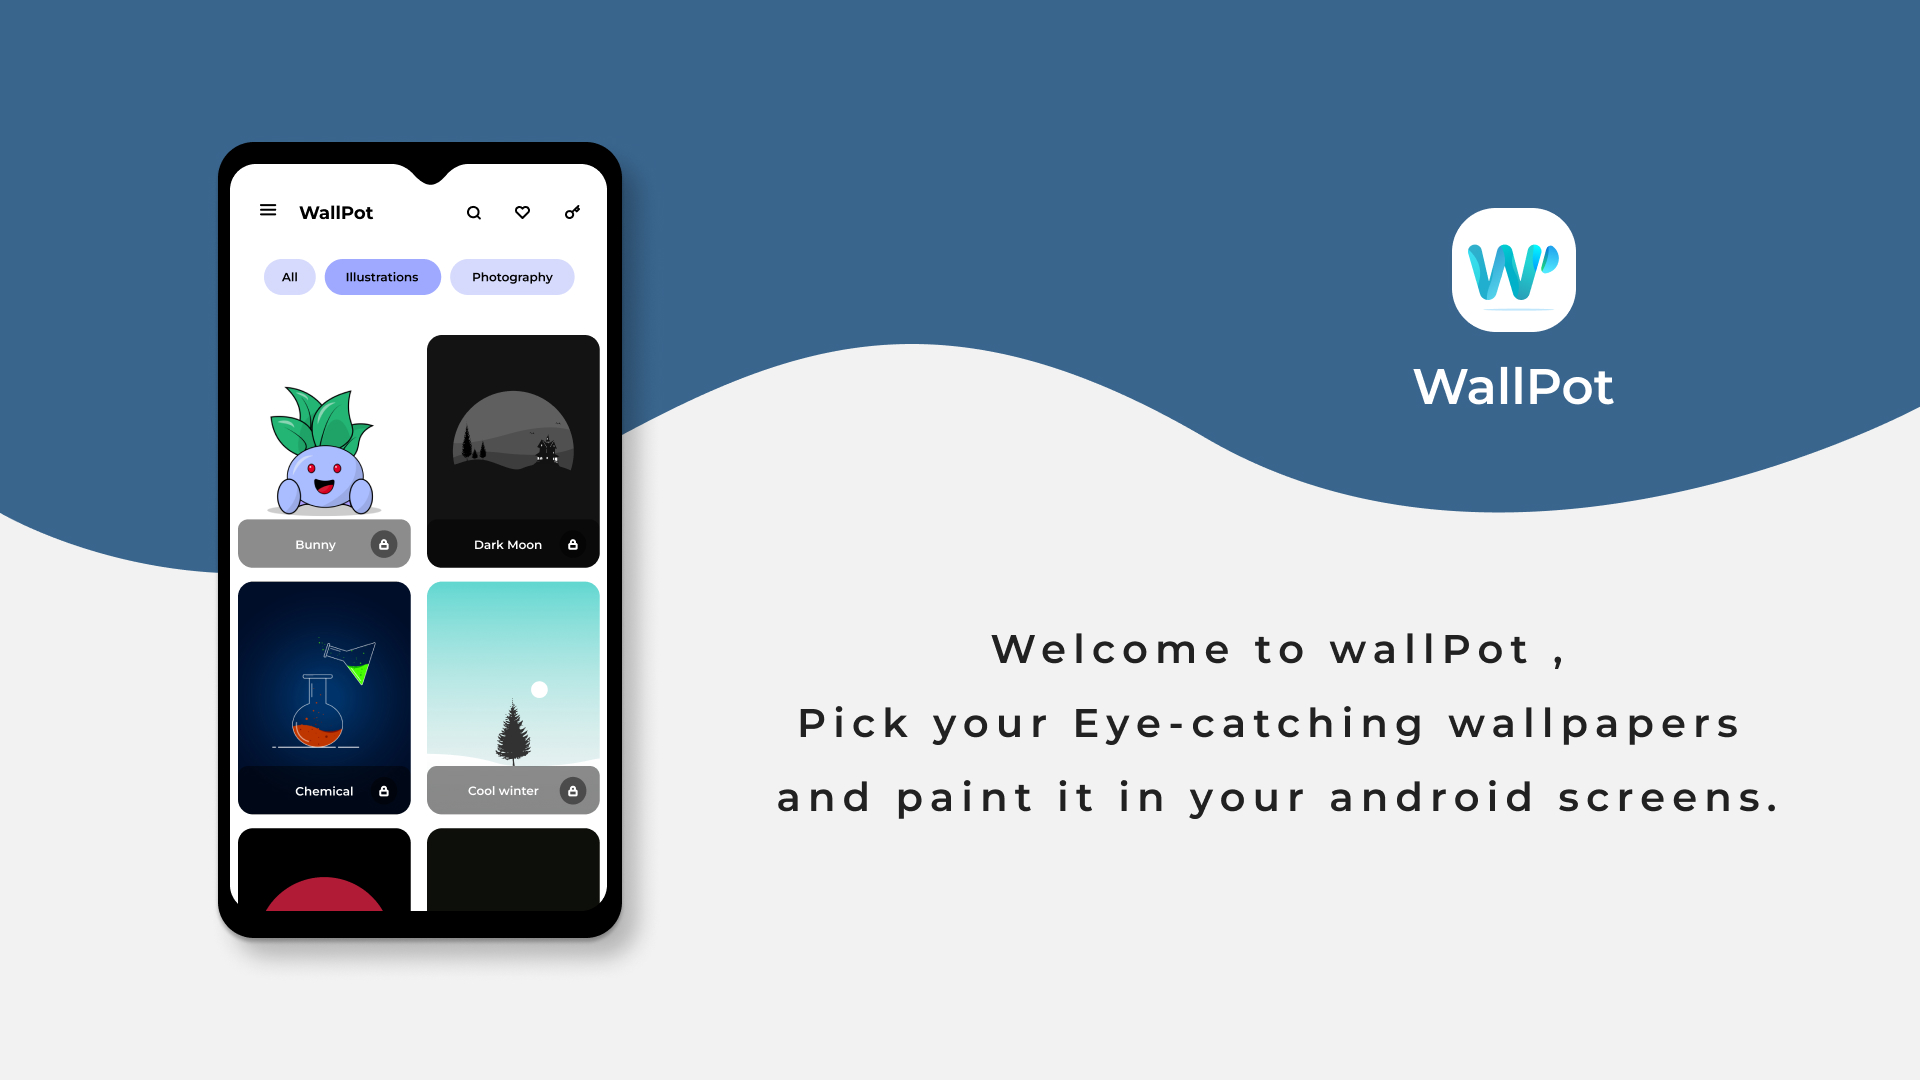 WallPot
All Illustrations Photography
Bunny
Dark Moon
Chemical
Cool winter
W
WallPot
Welcome to wallPot ,
Pick your Eye-catching wallpapers
and paint it in your android screens.